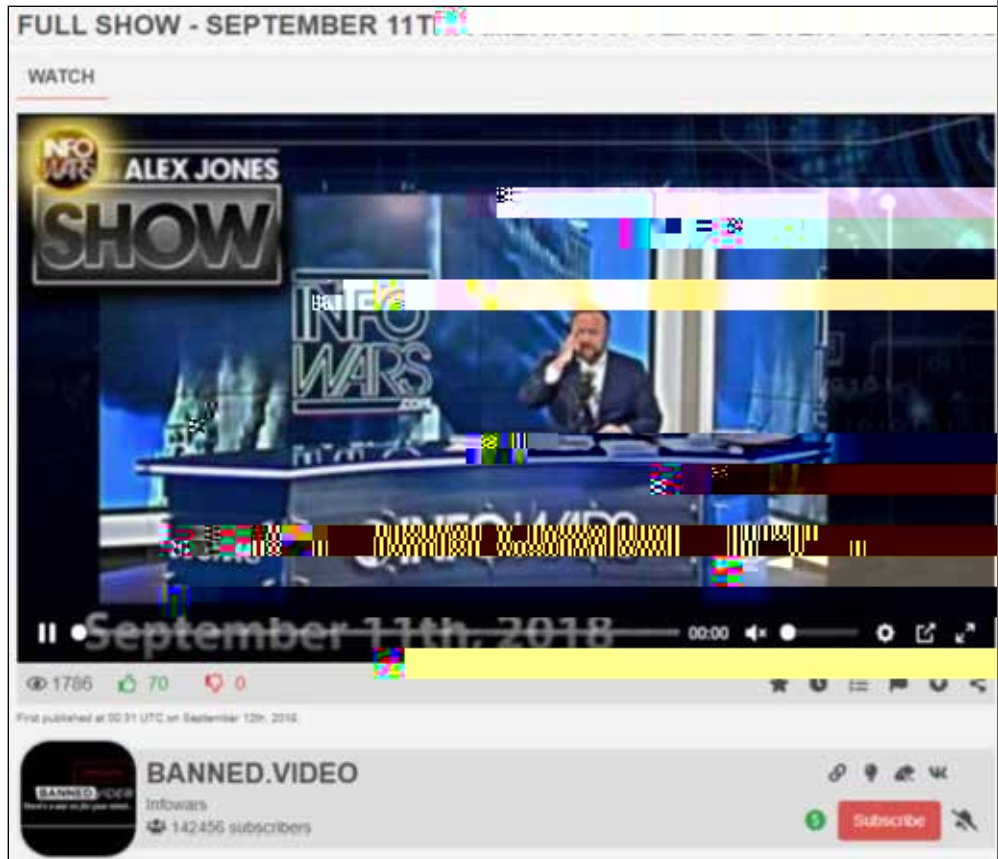 FULL SHOW - SEPTEMBER 11T
WATCH
INFO
WARS
ALEX JONES
SHOW
INFO
WARS
.COM
INFOWARS
September 11th, 2018
00:00
1786 70 0
First published at 00:31 UTC on September 12th, 2018.
BANNED.VIDEO
BANNED.VIDEO
Infowars
142456 subscribers
Subscribe